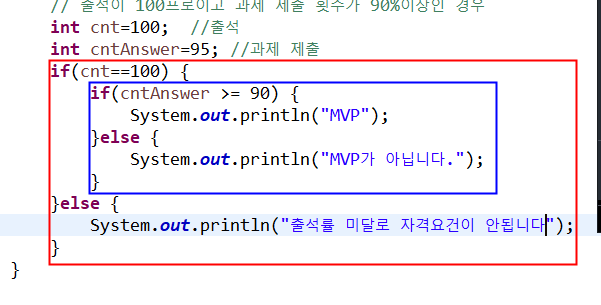 // 출석이 100프로이고 과제 제출 횟수가 90%이상인 경우
int cnt=100;  //출석
int cntAnswer=95; //과제 제출
if(cnt==100) {
if(cntAnswer >= 90) {
System.out.println("MVP");
}else {
System.out.println("MVP가 아닙니다.");
}
}else {
System.out.println("출석률 미달로 자격요건이 안됩니다");
}
}